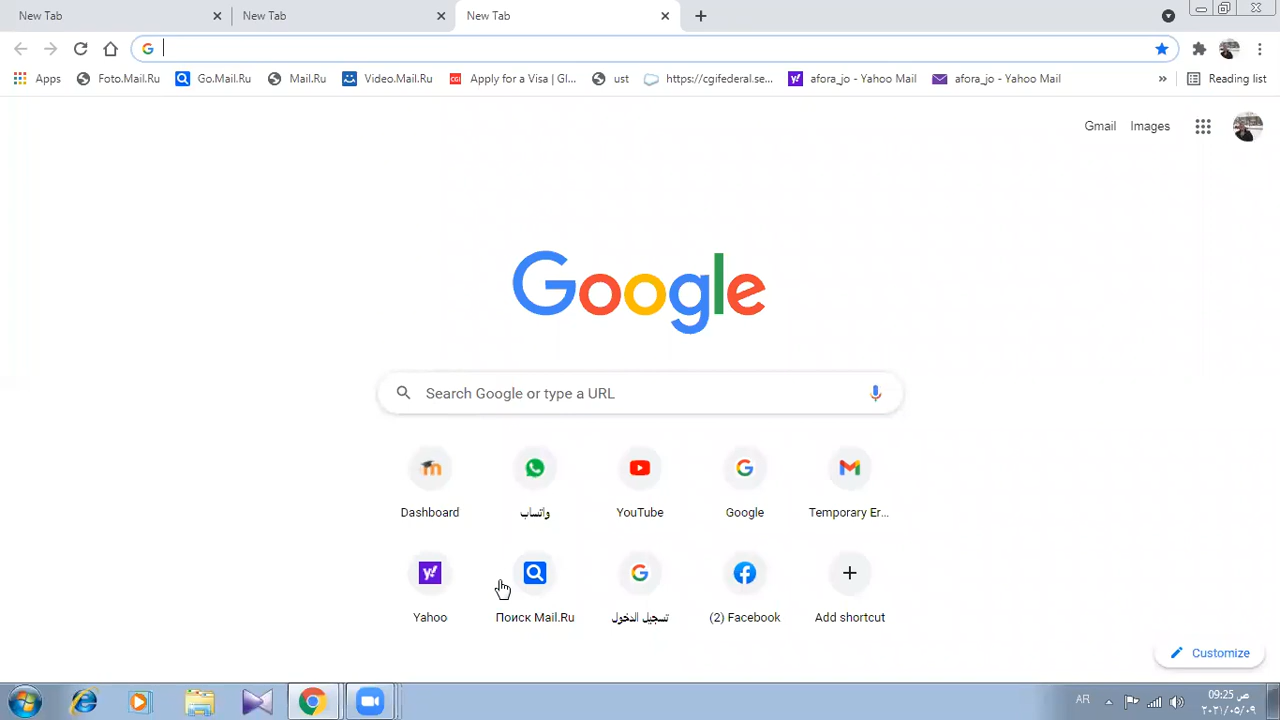 New Tab
New Tab
New Tab
Apps
Foto.Mail.Ru
Go.Mail.Ru
Mail.Ru
Video.Mail.Ru
CGI
Apply for a Visa | Gl...
ust
https://cgifederal.se...
afora_jo - Yahoo Mail
afora_jo - Yahoo Mail
»
Reading list
Gmail
Images
Google
Search Google or type a URL
Dashboard
واتساب
YouTube
Google
Temporary Er...
Yahoo
Поиск Mail.Ru
تسجيل الدخول
(2) Facebook
Add shortcut
Customize
AR
09:25 ص
٢٠٢١/٠٥/٠٩